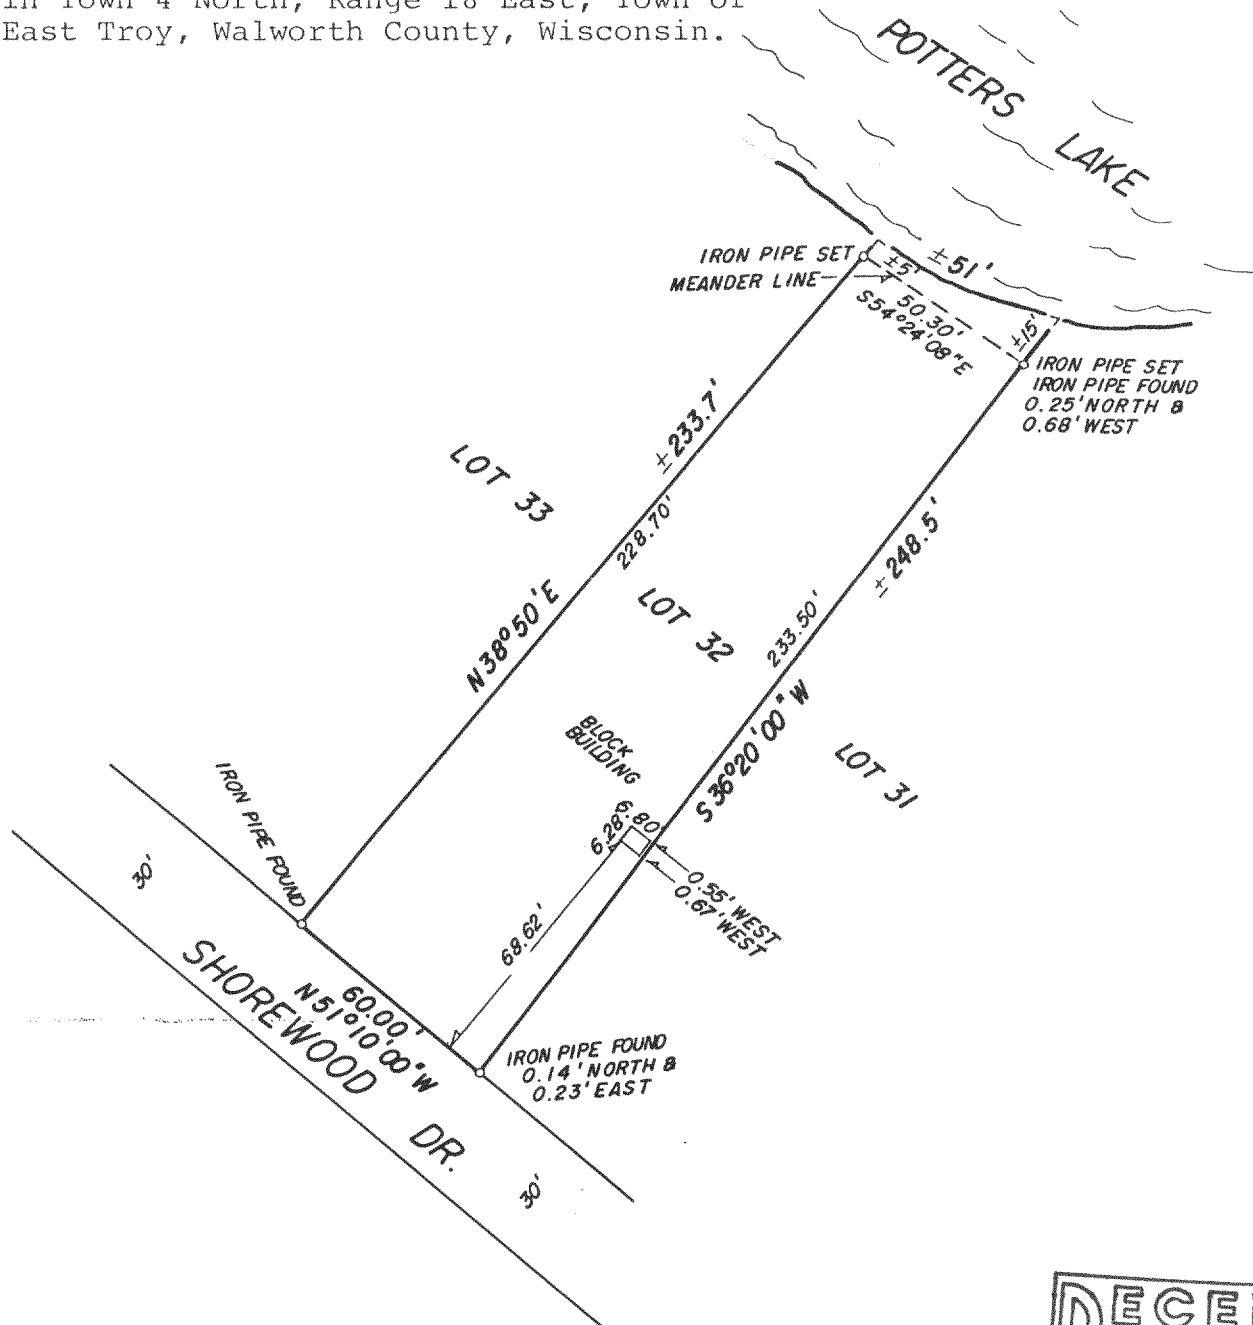 in Town 4 North, Range 18 East, Town of
East Troy, Walworth County, Wisconsin.
POTTERS LAKE
IRON PIPE SET
MEANDER LINE
±5'
±51'
50.30'
S54°24'08"E
±15'
IRON PIPE SET
IRON PIPE FOUND
0.25' NORTH &
0.68' WEST
±233.7'
LOT 33
228.70'
±248.5'
N38°50'E
LOT 32
233.50'
S36°20'00"W
BLOCK
BUILDING
LOT 31
IRON PIPE FOUND
6.28'
6.80'
0.55' WEST
0.67' WEST
30'
68.62'
60.00'
N51°10'00"W
SHOREWOOD DR.
IRON PIPE FOUND
0.14' NORTH &
0.23' EAST
30'